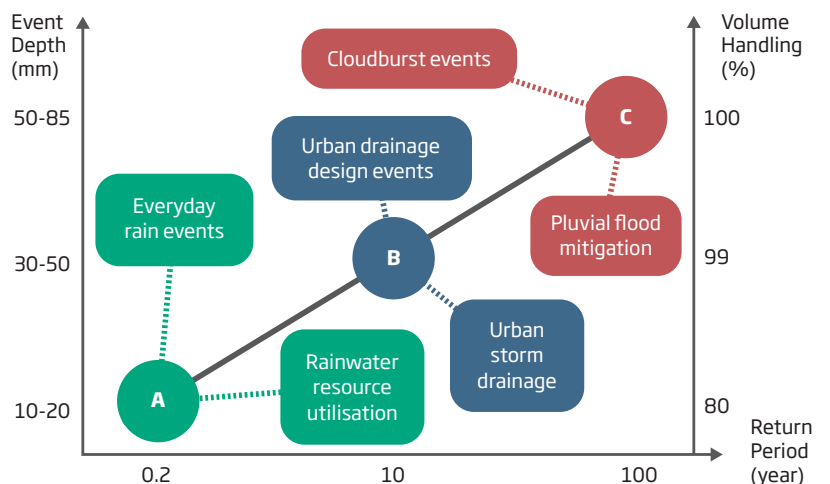 Event
Depth
(mm)
Volume
Handling
(%)
Cloudburst events
50-85
C
100
Urban drainage
design events
Everyday
rain events
Pluvial flood
mitigation
30-50
B
99
Urban
storm
drainage
Rainwater
resource
utilisation
A
10-20
80
Return
Period
(year)
0.2
10
100